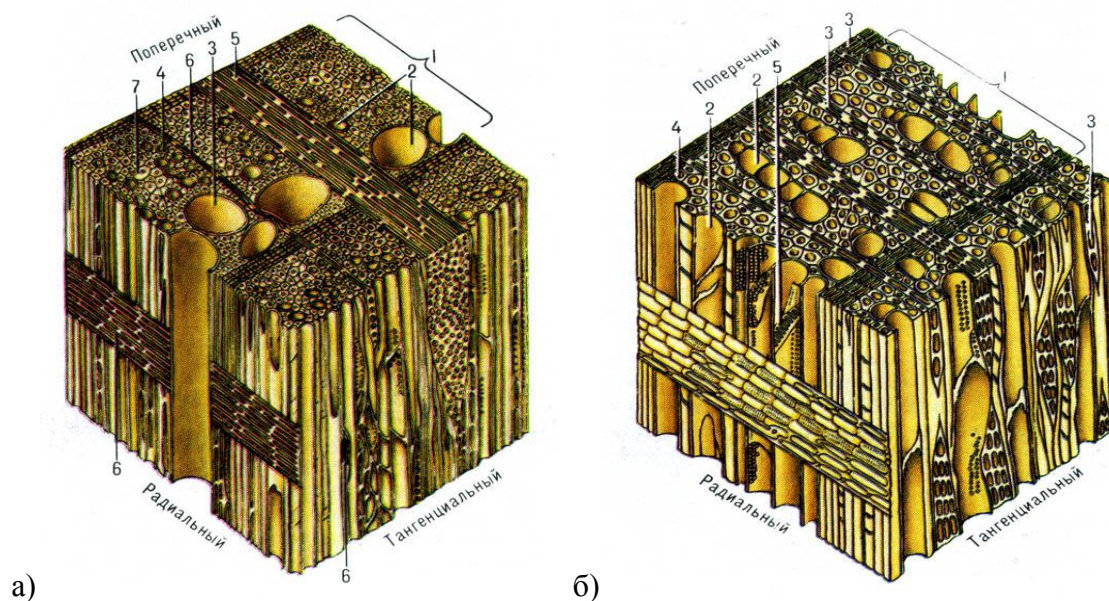 Поперечный
7 4 6 3 5 2 1
6
Радиальный
6
Тангенциальный
а)
Поперечный
4 2 2 5 3 3 1 3
Радиальный
Тангенциальный
б)